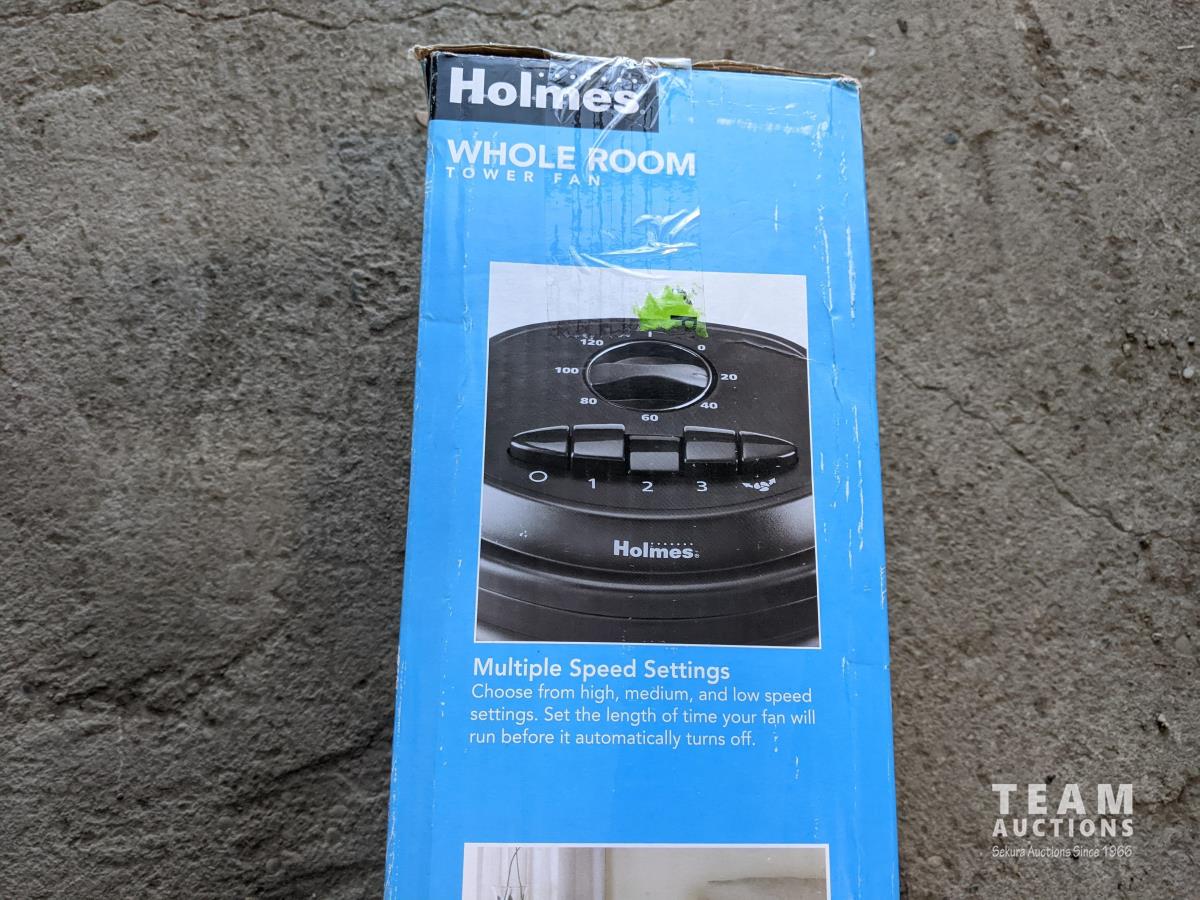 Holmes
WHOLE ROOM
TOWER FAN
120
0
100
20
80
40
60
1
2
3
Holmes®
Multiple Speed Settings
Choose from high, medium, and low speed
settings. Set the length of time your fan will
run before it automatically turns off.
TEAM
AUCTIONS
Sekura Auctions Since 1966